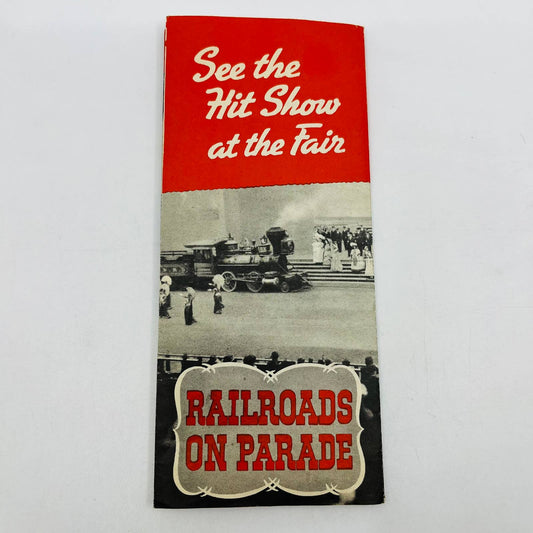 See the
Hit Show
at the Fair
RAILROADS
ON PARADE